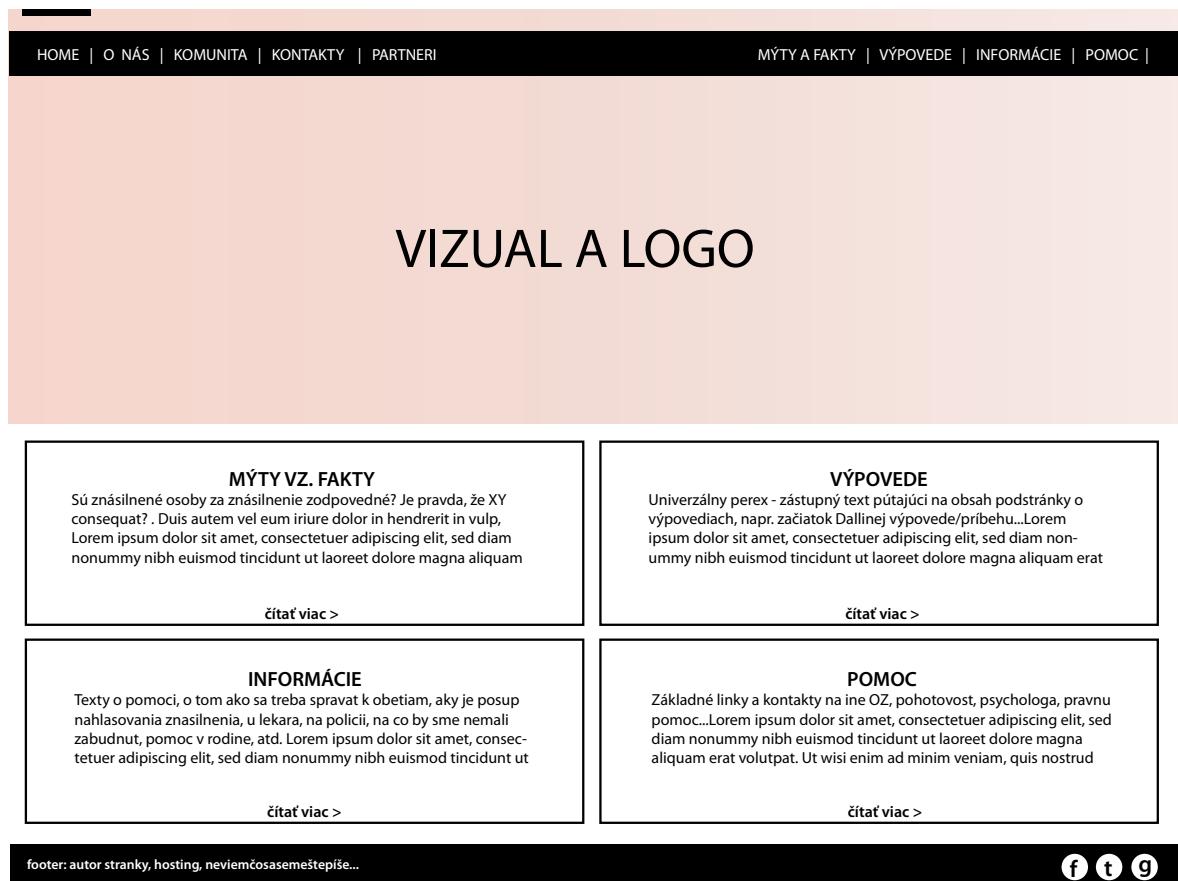 HOME | O NÁS | KOMUNITA | KONTAKTY | PARTNERI
MÝTY A FAKTY | VÝPOVEDE | INFORMÁCIE | POMOC |
VIZUAL A LOGO
MÝTY VZ. FAKTY
Sú znásilnené osoby za znásilnenie zodpovedné? Je pravda, že XY
consequat? . Duis autem vel eum iriure dolor in hendrerit in vulp,
Lorem ipsum dolor sit amet, consectetuer adipiscing elit, sed diam
nonummy nibh euismod tincidunt ut laoreet dolore magna aliquam
čítať viac >
VÝPOVEDE
Univerzálny perex - zástupný text pútajúci na obsah podstránky o
výpovediach, napr. začiatok Dallinej výpovede/príbehu...Lorem
ipsum dolor sit amet, consectetuer adipiscing elit, sed diam non-
ummy nibh euismod tincidunt ut laoreet dolore magna aliquam erat
čítať viac >
INFORMÁCIE
Texty o pomoci, o tom ako sa treba spravat k obetiam, aky je posup
nahlasovania znasilnenia, u lekara, na policii, na co by sme nemali
zabudnut, pomoc v rodine, atd. Lorem ipsum dolor sit amet, consec-
tetuer adipiscing elit, sed diam nonummy nibh euismod tincidunt ut
čítať viac >
POMOC
Základné linky a kontakty na ine OZ, pohotovost, psychologa, pravnu
pomoc...Lorem ipsum dolor sit amet, consectetuer adipiscing elit, sed
diam nonummy nibh euismod tincidunt ut laoreet dolore magna
aliquam erat volutpat. Ut wisi enim ad minim veniam, quis nostrud
čítať viac >
footer: autor stranky, hosting, neviemčosasemeštepíše...
f t g